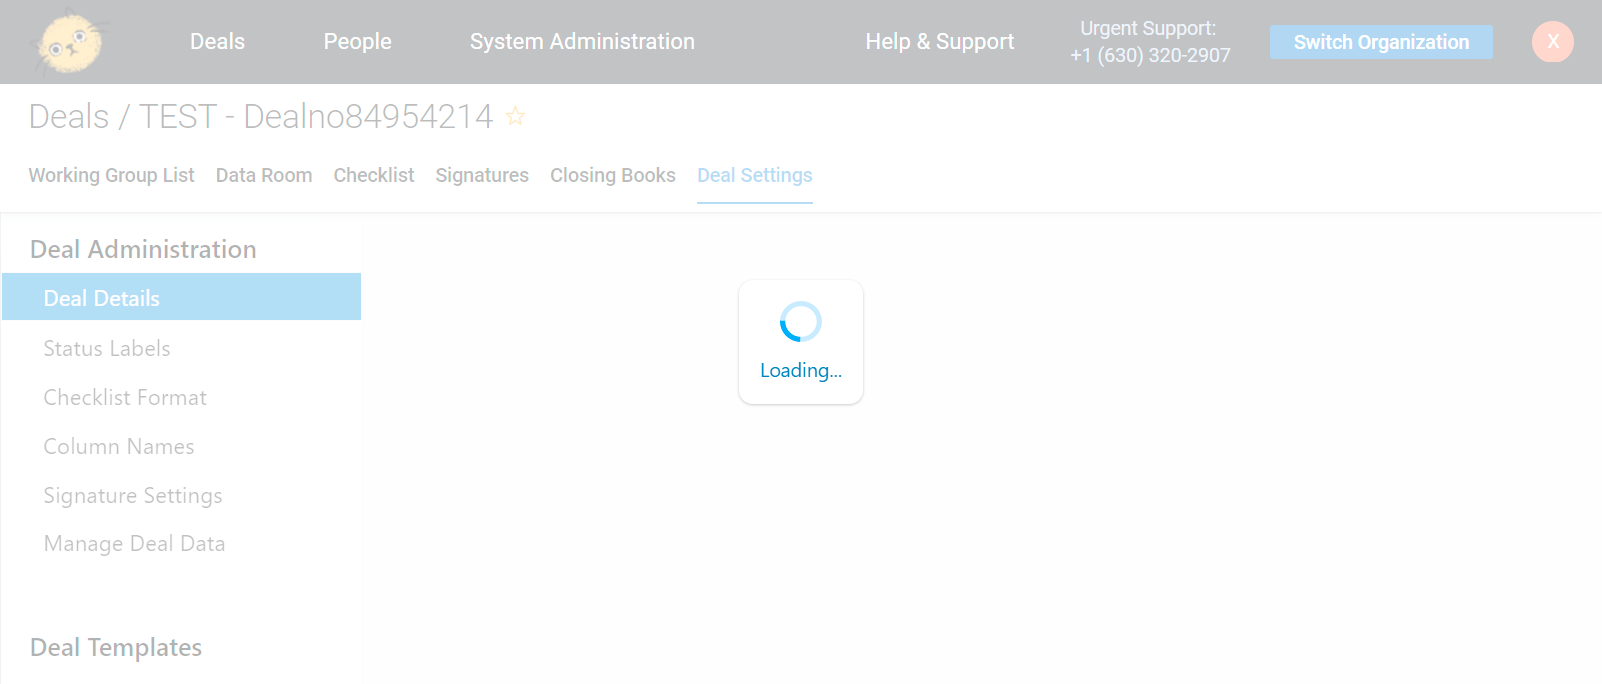 Deals People System Administration Help & Support Urgent Support: Switch Organization X
+1 (630) 320-2907
Deals / TEST - Dealno84954214
Working Group List Data Room Checklist Signatures Closing Books Deal Settings
Deal Administration
Deal Details
Status Labels
Checklist Format
Column Names
Signature Settings
Manage Deal Data
Deal Templates
Loading...